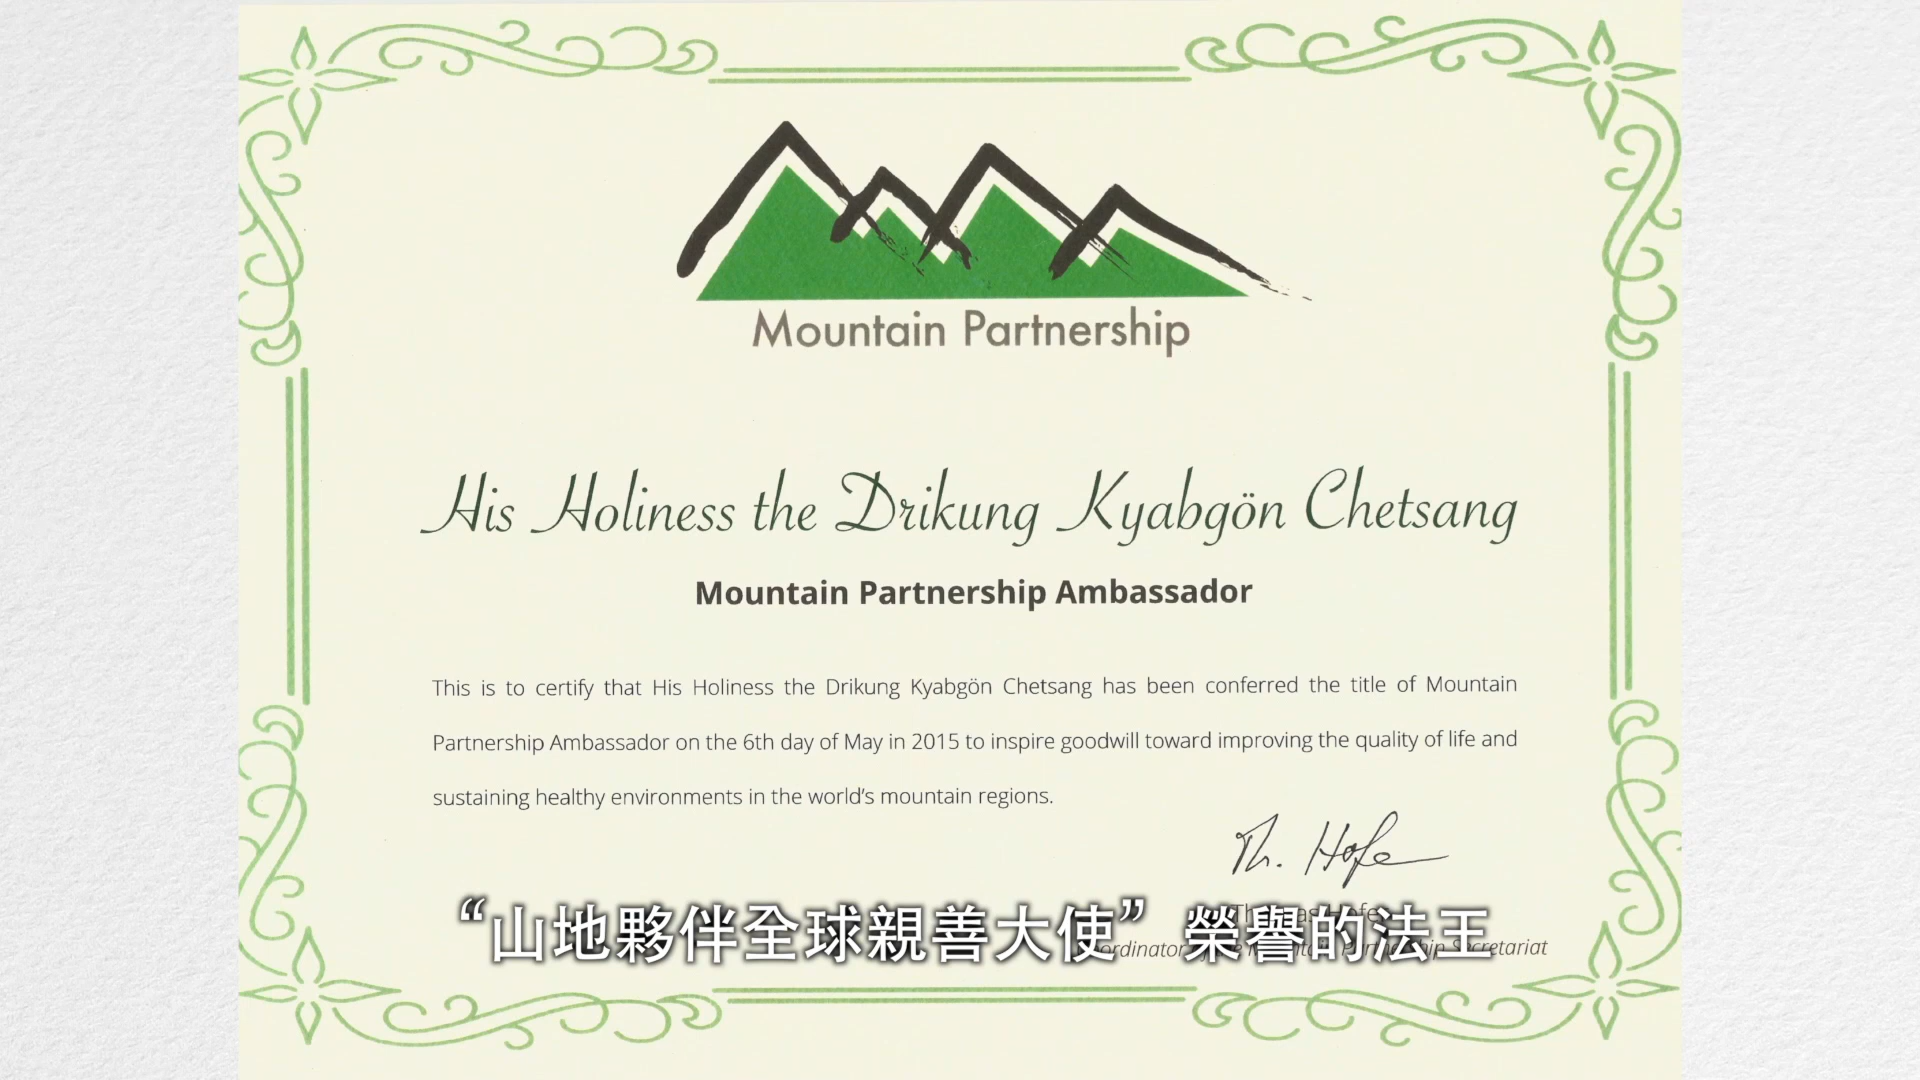 Mountain Partnership
His Holiness the Drikung Kyabgön Chetsang
Mountain Partnership Ambassador
This is to certify that His Holiness the Drikung Kyabgön Chetsang has been conferred the title of Mountain
Partnership Ambassador on the 6th day of May in 2015 to inspire goodwill toward improving the quality of life and
sustaining healthy environments in the world's mountain regions.
Th. Hofe
“山地夥伴全球親善大使”榮譽的法王
Secretariat